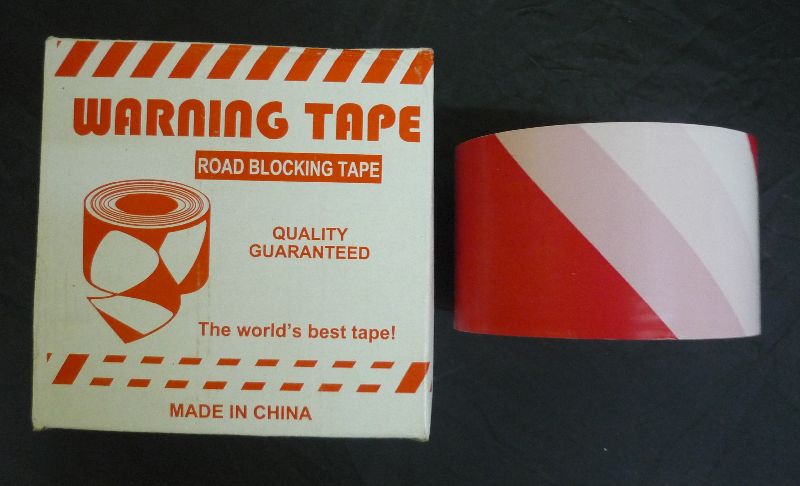 WARNING TAPE
ROAD BLOCKING TAPE
QUALITY
GUARANTEED
The world's best tape!
MADE IN CHINA